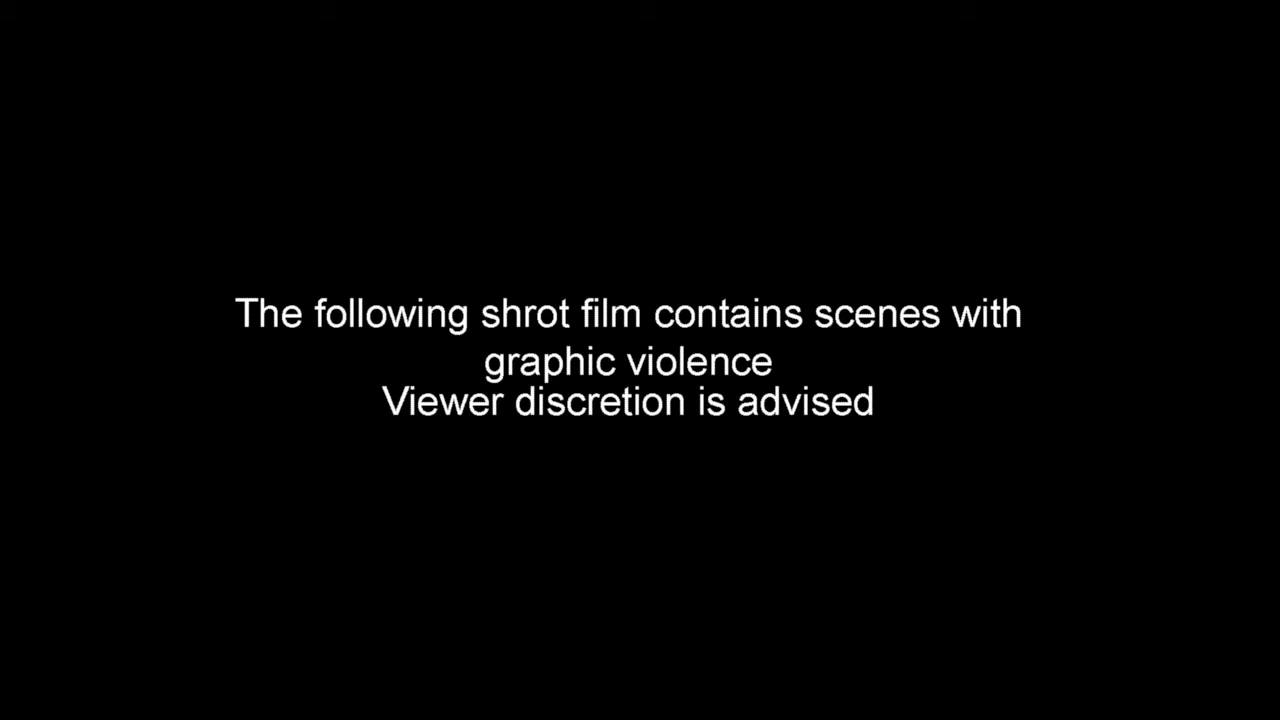 The following shrot film contains scenes with
graphic violence
Viewer discretion is advised